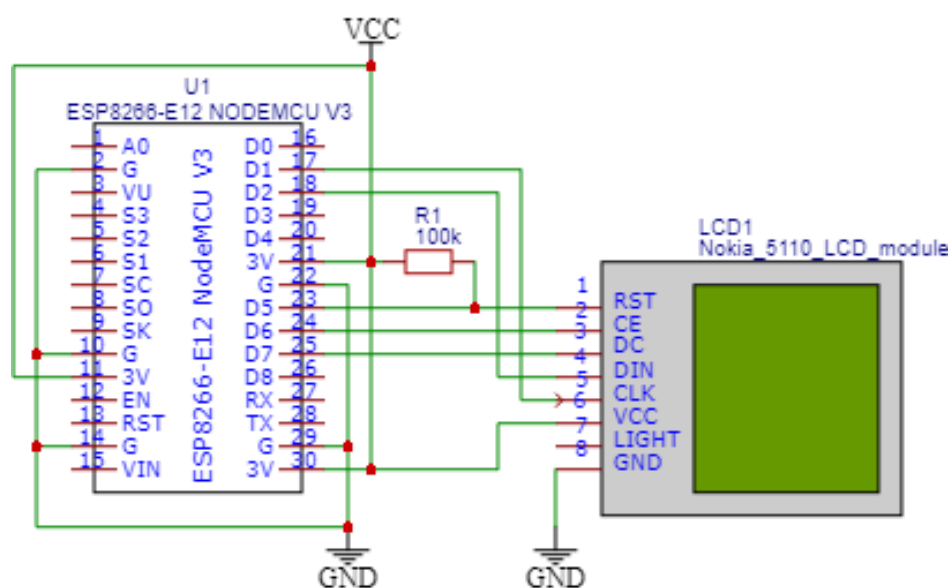 VCC
U1
ESP8266-E12 NODEMCU V3
1 A0 D0 16
2 G D1 17
3 VU D2 18
4 S3 D3 19
5 S2 D4 20
6 S1 3V 21
7 SC G 22
8 SO D5 23
9 SK D6 24
10 G D7 25
11 3V D8 26
12 EN RX 27
13 RST TX 28
14 G G 29
15 VIN 3V 30
ESP8266-E12 NodeMCU V3
R1
100k
LCD1
Nokia_5110_LCD_module
1
RST
2
CE
3
DC
4
DIN
5
CLK
6
VCC
7
LIGHT
8
GND
GND
GND